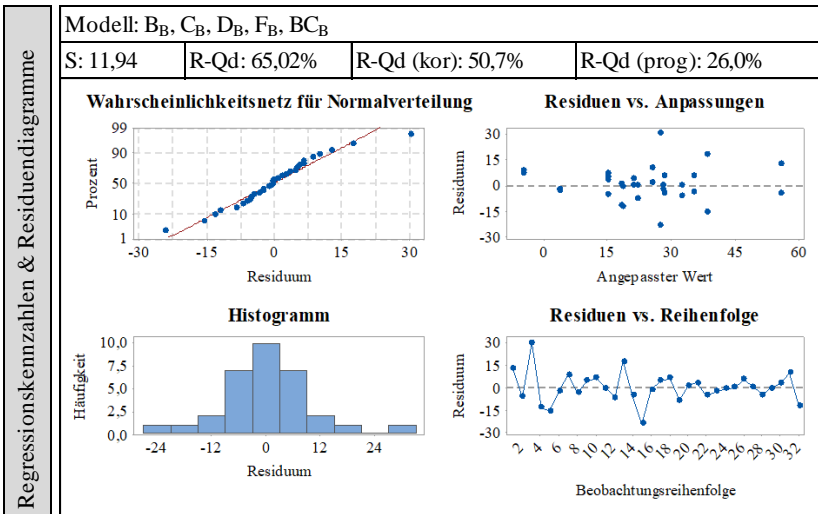 Regressionskennzahlen & Residuendiagramme
Modell: B_B, C_B, D_B, F_B, BC_B
S: 11,94 R-Qd: 65,02% R-Qd (kor): 50,7% R-Qd (prog): 26,0%
Wahrscheinlichkeitsnetz für Normalverteilung
99
90
50
10
1
Prozent
-30 -15 0 15 30
Residuum
Residuen vs. Anpassungen
30
15
0
-15
-30
Residuum
0 15 30 45 60
Angepasster Wert
Histogramm
10,0
7.5
5.0
2.5
0,0
Häufigkeit
-24 -12 0 12 24
Residuum
Residuen vs. Reihenfolge
15
0
-15
-30
Residuum
2 4 6 8 10 12 14 16 18 20 22 24 26 28 30 32
Beobachtungsreihenfolge